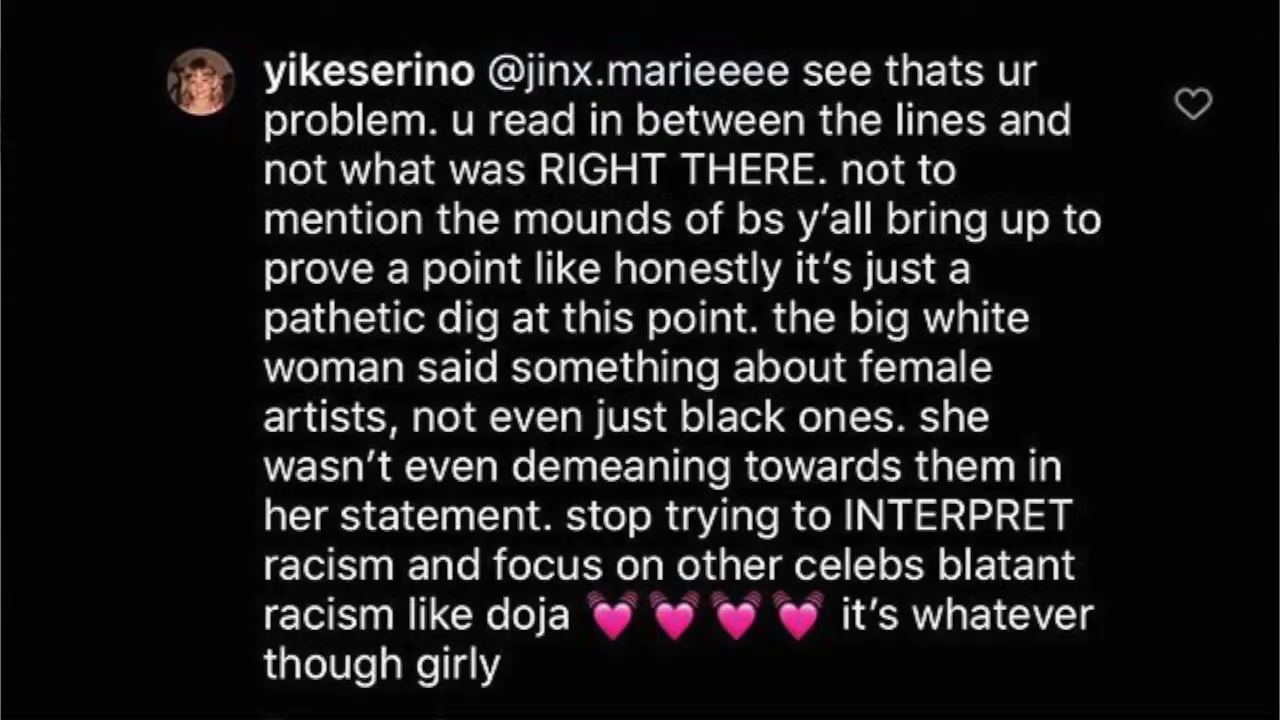 yikeserino @jinx.marieeee see thats ur
problem. u read in between the lines and
not what was RIGHT THERE. not to
mention the mounds of bs y’all bring up to
prove a point like honestly it’s just a
pathetic dig at this point. the big white
woman said something about female
artists, not even just black ones. she
wasn’t even demeaning towards them in
her statement. stop trying to INTERPRET
racism and focus on other celebs blatant
racism like doja 💓💓💓💓 it’s whatever
though girly